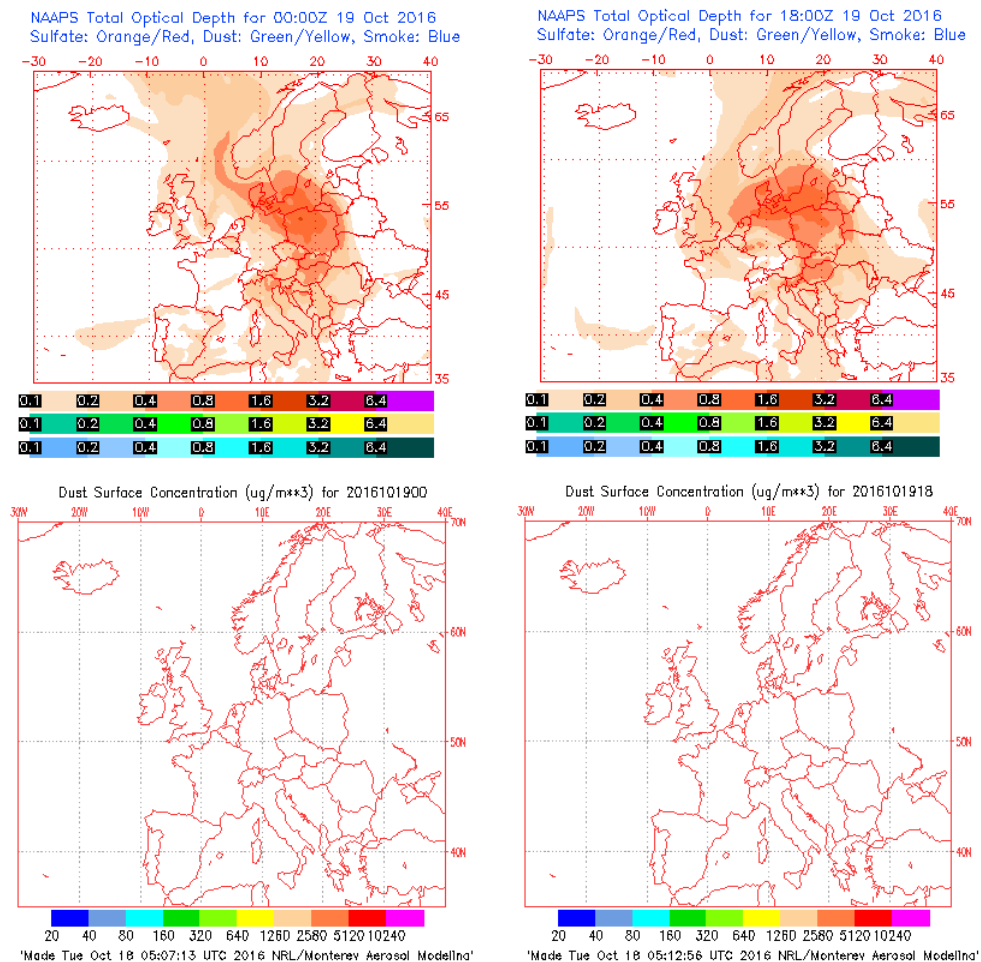 NAAPS Total Optical Depth for 00:00Z 19 Oct 2016
Sulfate: Orange/Red, Dust: Green/Yellow, Smoke: Blue
-30 -20 -10 0 10 20 30 40
65
55
45
35
0.1 0.2 0.4 0.8 1.6 3.2 6.4
0.1 0.2 0.4 0.8 1.6 3.2 6.4
0.1 0.2 0.4 0.8 1.6 3.2 6.4
NAAPS Total Optical Depth for 18:00Z 19 Oct 2016
Sulfate: Orange/Red, Dust: Green/Yellow, Smoke: Blue
-30 -20 -10 0 10 20 30 40
65
55
45
35
0.1 0.2 0.4 0.8 1.6 3.2 6.4
0.1 0.2 0.4 0.8 1.6 3.2 6.4
0.1 0.2 0.4 0.8 1.6 3.2 6.4
Dust Surface Concentration (ug/m**3) for 2016101900
30W 20W 10W 0 10E 20E 30E 40E
70N
60N
50N
40N
20 40 80 160 320 640 1260 2580 5120 10240
'Made Tue Oct 18 05:07:13 UTC 2016 NRL/Monterey Aerosol Modelina'
Dust Surface Concentration (ug/m**3) for 2016101918
30W 20W 10W 0 10E 20E 30E 40E
70N
60N
50N
40N
20 40 80 160 320 640 1260 2580 5120 10240
'Made Tue Oct 18 05:12:56 UTC 2016 NRL/Monterey Aerosol Modelina'